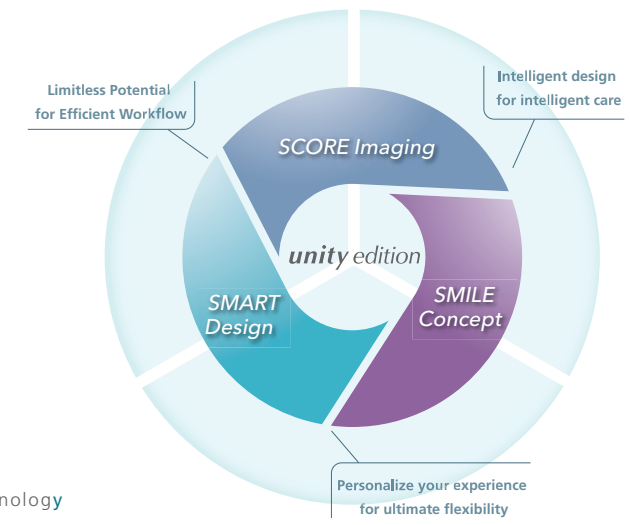 Limitless Potential
for Efficient Workflow
Intelligent design
for intelligent care
SCORE Imaging
unity edition
SMART
Design
SMILE
Concept
Personalize your experience
for ultimate flexibility
nology